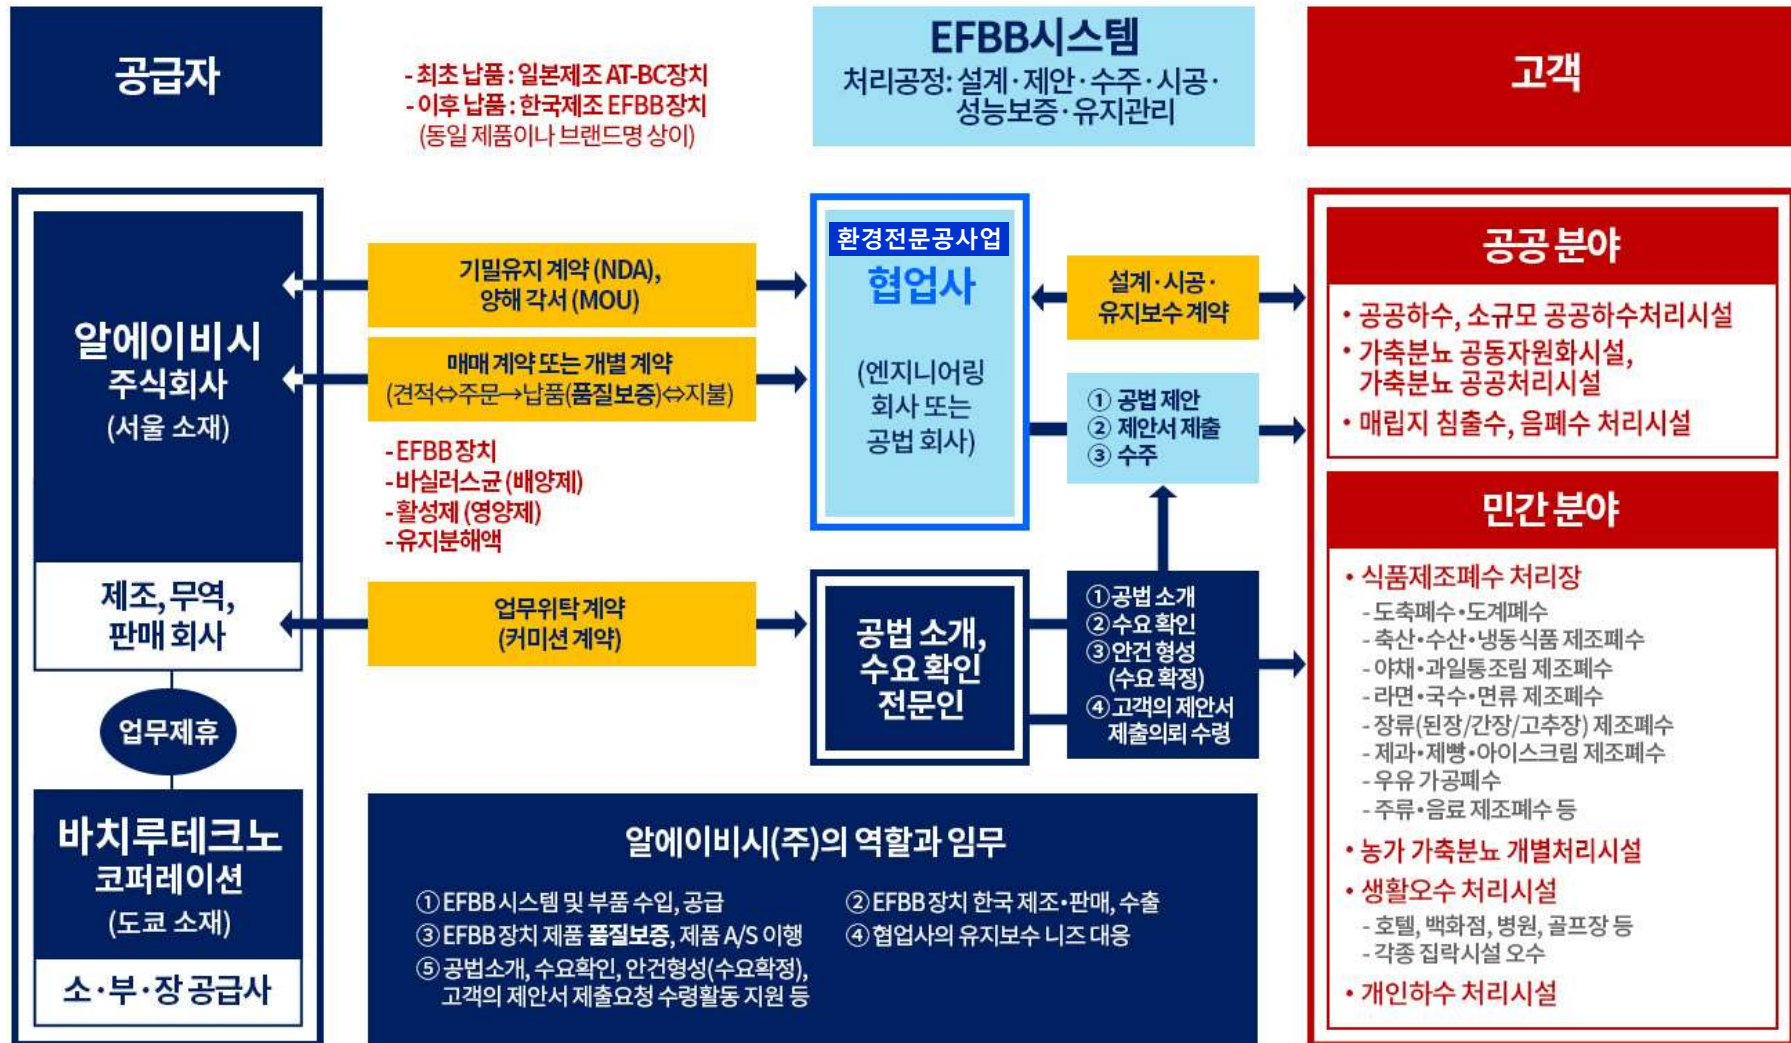 공급자
- 최초 납품 : 일본제조 AT-BC장치
- 이후 납품 : 한국제조 EFBB장치
(동일 제품이나 브랜드명 상이)
EFBB시스템
처리공정: 설계·제안·수주·시공·
성능보증·유지관리
고객
알에이비시
주식회사
(서울 소재)
제조, 무역,
판매 회사
업무제휴
바치루테크노
코퍼레이션
(도쿄 소재)
소·부·장 공급사
기밀유지 계약 (NDA),
양해 각서 (MOU)
매매 계약 또는 개별 계약
(견적⇔주문→납품(품질보증)⇔지불)
- EFBB 장치
- 바실러스균 (배양제)
- 활성제 (영양제)
- 유지분해액
업무위탁 계약
(커미션 계약)
환경전문공사업
협업사
(엔지니어링
회사 또는
공법 회사)
공법 소개,
수요 확인
전문인
설계·시공·
유지보수 계약
① 공법 제안
② 제안서 제출
③ 수주
① 공법 소개
② 수요 확인
③ 안건 형성
(수요 확정)
④ 고객의 제안서
제출의뢰 수령
알에이비시(주)의 역할과 임무
① EFBB 시스템 및 부품 수입, 공급
② EFBB 장치 한국 제조•판매, 수출
③ EFBB 장치 제품 품질보증, 제품 A/S 이행
④ 협업사의 유지보수 니즈 대응
⑤ 공법소개, 수요확인, 안건형성(수요확정),
고객의 제안서 제출요청 수령활동 지원 등
공공 분야
• 공공하수, 소규모 공공하수처리시설
• 가축분뇨 공동자원화시설,
가축분뇨 공공처리시설
• 매립지 침출수, 음폐수 처리시설
민간 분야
• 식품제조폐수 처리장
- 도축폐수•도계폐수
- 축산•수산•냉동식품 제조폐수
- 야채•과일통조림 제조폐수
- 라면•국수•면류 제조폐수
- 장류(된장/간장/고추장) 제조폐수
- 제과•제빵•아이스크림 제조폐수
- 우유 가공폐수
- 주류•음료 제조폐수 등
• 농가 가축분뇨 개별처리시설
• 생활오수 처리시설
- 호텔, 백화점, 병원, 골프장 등
- 각종 집락시설 오수
• 개인하수 처리시설